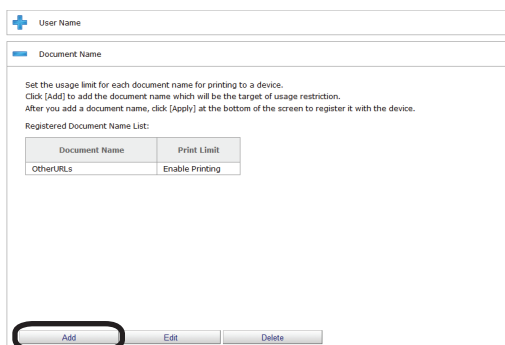 User Name
Document Name
Set the usage limit for each document name for printing to a device.
Click [Add] to add the document name which will be the target of usage restriction.
After you add a document name, click [Apply] at the bottom of the screen to register it with the device.
Registered Document Name List:
Document Name Print Limit
OtherURLs Enable Printing
Add Edit Delete